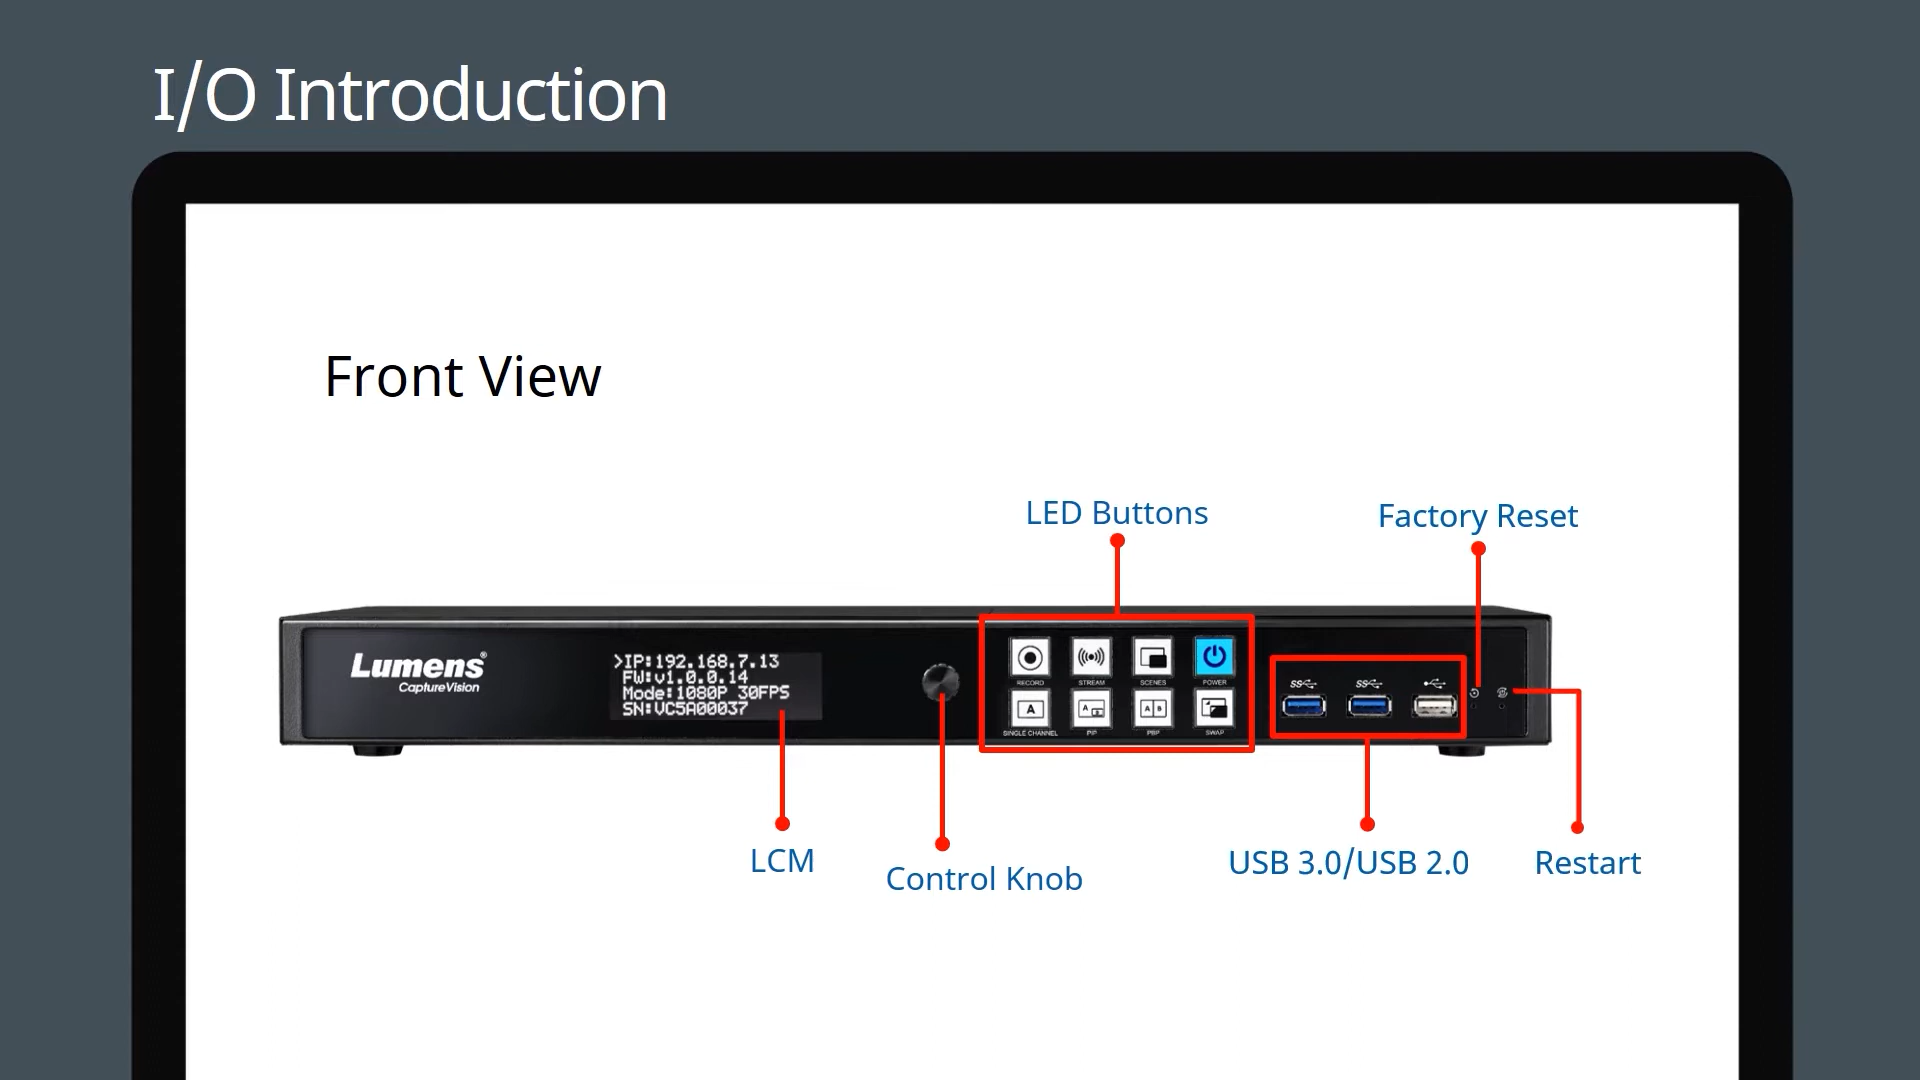 I/O Introduction
Front View
LED Buttons
Factory Reset
Lumens®
CaptureVision
>IP:192.168.7.13
FW:v1.0.0.14
Mode:1080P 30FPS
SN:VC5A00037
RECORD
STREAM
SCENES
POWER
A
A
A B
SINGLE CHANNEL
PIP
PBP
SWAP
SS
SS
LCM
Control Knob
USB 3.0/USB 2.0
Restart